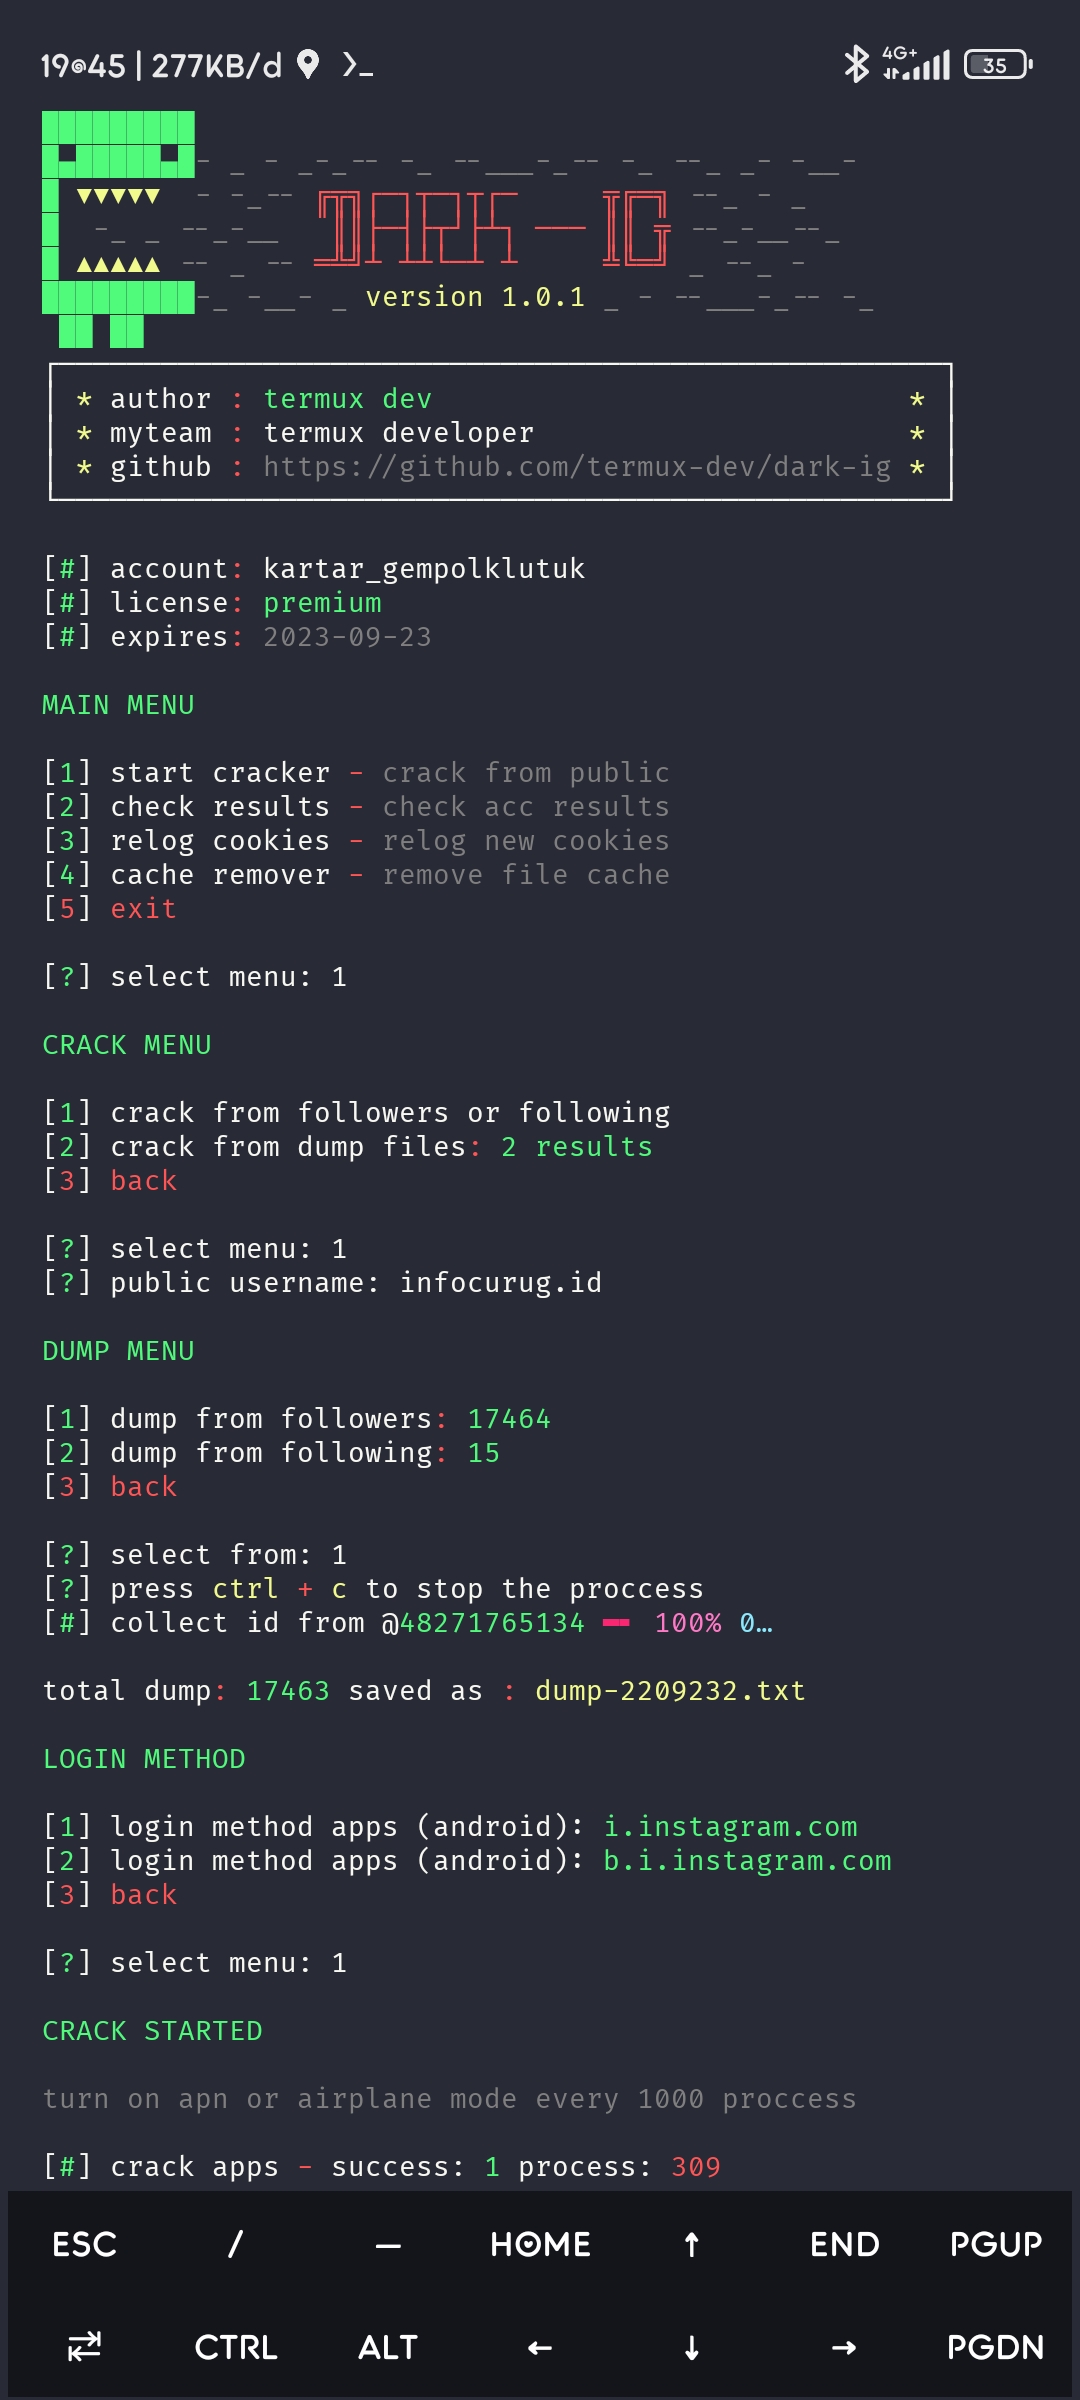 19:45 | 277KB/d
4G+
35
version 1.0.1
* author : termux dev *
* myteam : termux developer *
* github : https://github.com/termux-dev/dark-ig *
[#] account: kartar_gempolklutuk
[#] license: premium
[#] expires: 2023-09-23
MAIN MENU
[1] start cracker - crack from public
[2] check results - check acc results
[3] relog cookies - relog new cookies
[4] cache remover - remove file cache
[5] exit
[?] select menu: 1
CRACK MENU
[1] crack from followers or following
[2] crack from dump files: 2 results
[3] back
[?] select menu: 1
[?] public username: infocurug.id
DUMP MENU
[1] dump from followers: 17464
[2] dump from following: 15
[3] back
[?] select from: 1
[?] press ctrl + c to stop the proccess
[#] collect id from @48271765134 ━━ 100% 0…
total dump: 17463 saved as : dump-2209232.txt
LOGIN METHOD
[1] login method apps (android): i.instagram.com
[2] login method apps (android): b.i.instagram.com
[3] back
[?] select menu: 1
CRACK STARTED
turn on apn or airplane mode every 1000 proccess
[#] crack apps - success: 1 process: 309
ESC / — HOME ↑ END PGUP
CTRL ALT ← ↓ → PGDN